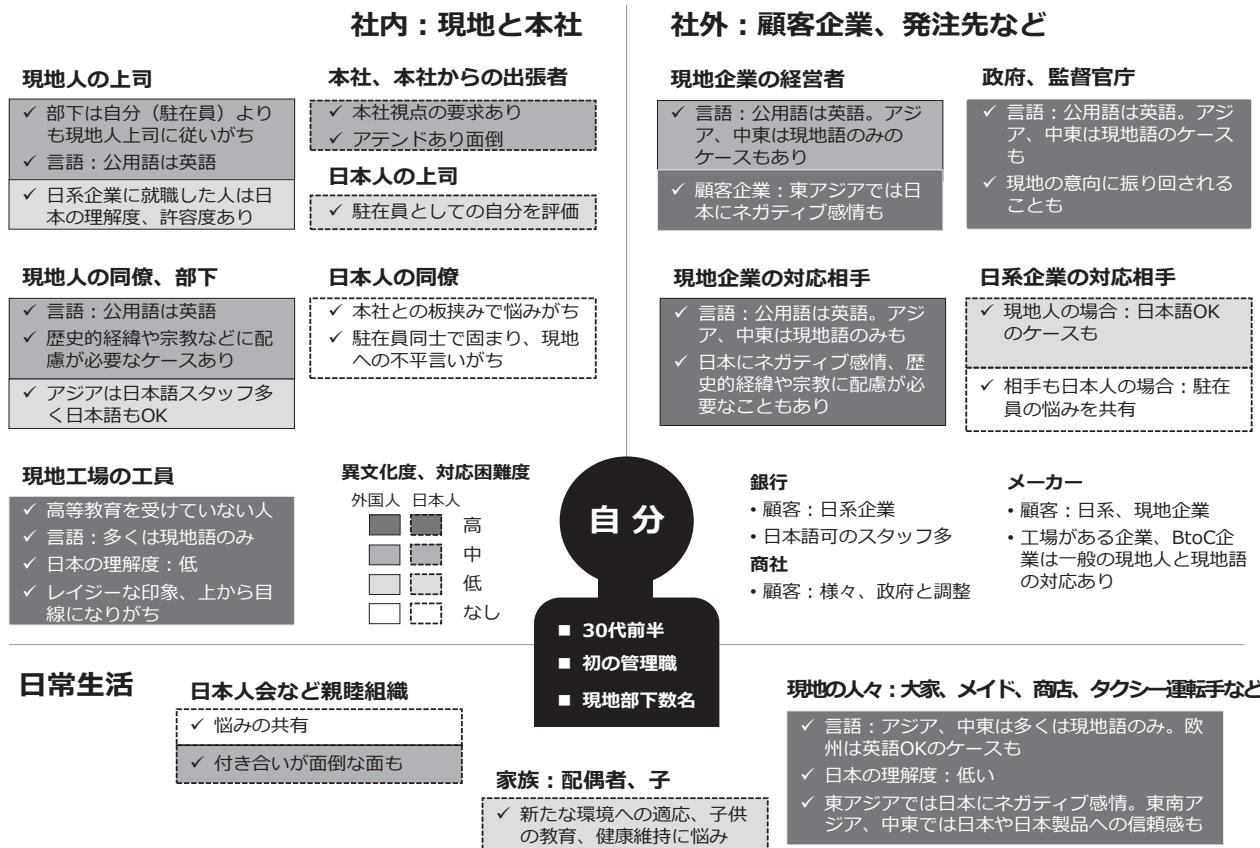 社内：現地と本社
現地人の上司
✓ 部下は自分（駐在員）より
も現地人上司に従いがち
✓ 言語：公用語は英語
✓ 日系企業に就職した人は日
本の理解度、許容度あり
本社、本社からの出張者
✓ 本社視点の要求あり
✓ アテンドあり面倒
日本人の上司
✓ 駐在員としての自分を評価
現地人の同僚、部下
✓ 言語：公用語は英語
✓ 歴史的経緯や宗教などに配
慮が必要なケースあり
✓ アジアは日本語スタッフ多
く日本語もOK
日本人の同僚
✓ 本社との板挟みで悩みがち
✓ 駐在員同士で固まり、現地
への不平言いがち
現地工場の工員
✓ 高等教育を受けていない人
✓ 言語：多くは現地語のみ
✓ 日本の理解度：低
✓ レイジーな印象、上から目
線になりがち
異文化度、対応困難度
外国人 日本人
高
中
低
なし
社外：顧客企業、発注先など
現地企業の経営者
✓ 言語：公用語は英語。アジ
ア、中東は現地語のみの
ケースもあり
✓ 顧客企業：東アジアでは日
本にネガティブ感情も
政府、監督官庁
✓ 言語：公用語は英語。アジ
ア、中東は現地語のケース
も
✓ 現地の意向に振り回される
ことも
現地企業の対応相手
✓ 言語：公用語は英語。アジ
ア、中東は現地語のみも
✓ 日本にネガティブ感情、歴
史的経緯や宗教に配慮が必
要なこともあり
日系企業の対応相手
✓ 現地人の場合：日本語OK
のケースも
✓ 相手も日本人の場合：駐在
員の悩みを共有
銀行
• 顧客：日系企業
• 日本語可のスタッフ多
商社
• 顧客：様々、政府と調整
メーカー
• 顧客：日系、現地企業
• 工場がある企業、BtoC企
業は一般の現地人と現地語
の対応あり
自分
■ 30代前半
■ 初の管理職
■ 現地部下数名
日常生活
日本人会など親睦組織
✓ 悩みの共有
✓ 付き合いが面倒な面も
家族：配偶者、子
✓ 新たな環境への適応、子供
の教育、健康維持に悩み
現地の人々：大家、メイド、商店、タクシー運転手など
✓ 言語：アジア、中東は多くは現地語のみ。欧
州は英語OKのケースも
✓ 日本の理解度：低い
✓ 東アジアでは日本にネガティブ感情。東南ア
ジア、中東では日本や日本製品への信頼感も